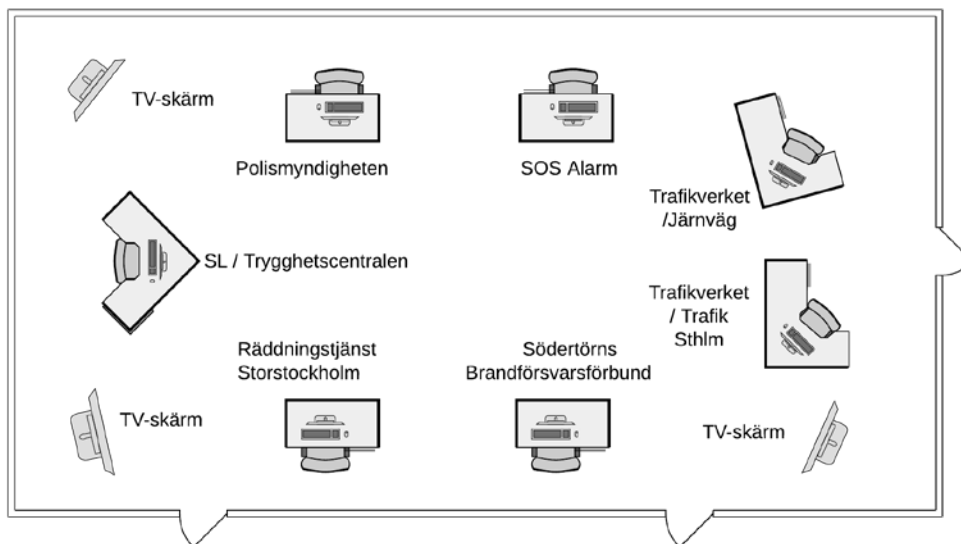 TV-skärm
Polismyndigheten
SOS Alarm
Trafikverket
/Järnväg
SL / Trygghetscentralen
Trafikverket
/ Trafik
Sthlm
Räddningstjänst
Storstockholm
Södertörns
Brandförsvarsförbund
TV-skärm
TV-skärm